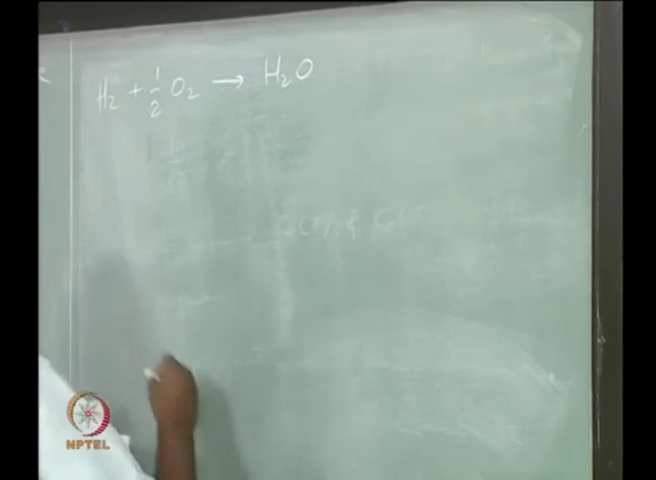 H₂ + 1/2 O₂ → H₂O
NPTEL